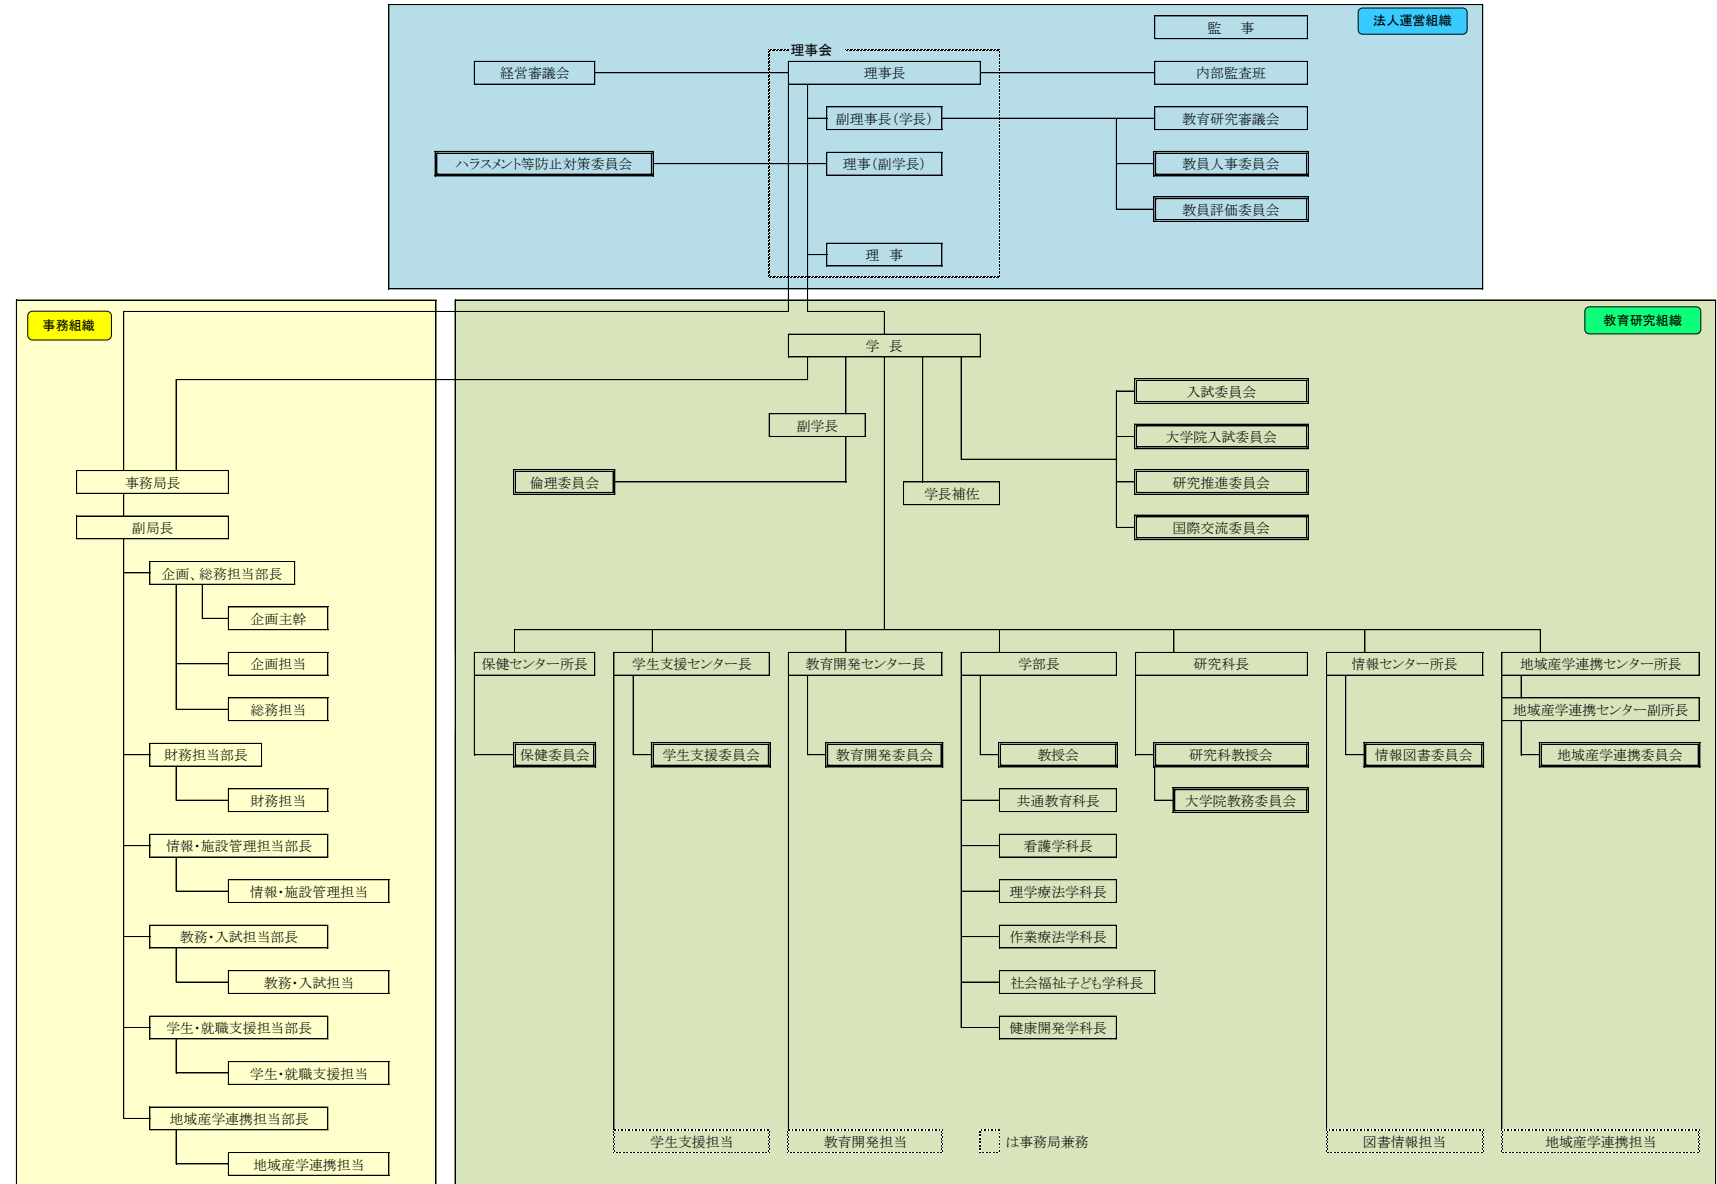 法人運営組織
監　事
理事会
経営審議会
理事長
内部監査班
副理事長(学長)
教育研究審議会
ハラスメント等防止対策委員会
理事(副学長)
教員人事委員会
教員評価委員会
理　事
事務組織
教育研究組織
学　長
入試委員会
副学長
大学院入試委員会
事務局長
倫理委員会
学長補佐
研究推進委員会
副局長
国際交流委員会
企画、総務担当部長
企画主幹
企画担当
総務担当
財務担当部長
財務担当
情報・施設管理担当部長
情報・施設管理担当
教務・入試担当部長
教務・入試担当
学生・就職支援担当部長
学生・就職支援担当
地域産学連携担当部長
地域産学連携担当
保健センター所長
学生支援センター長
教育開発センター長
学部長
研究科長
情報センター所長
地域産学連携センター所長
地域産学連携センター副所長
保健委員会
学生支援委員会
教育開発委員会
教授会
研究科教授会
情報図書委員会
地域産学連携委員会
共通教育科長
大学院教務委員会
看護学科長
理学療法学科長
作業療法学科長
社会福祉子ども学科長
健康開発学科長
学生支援担当
教育開発担当
は事務局兼務
図書情報担当
地域産学連携担当